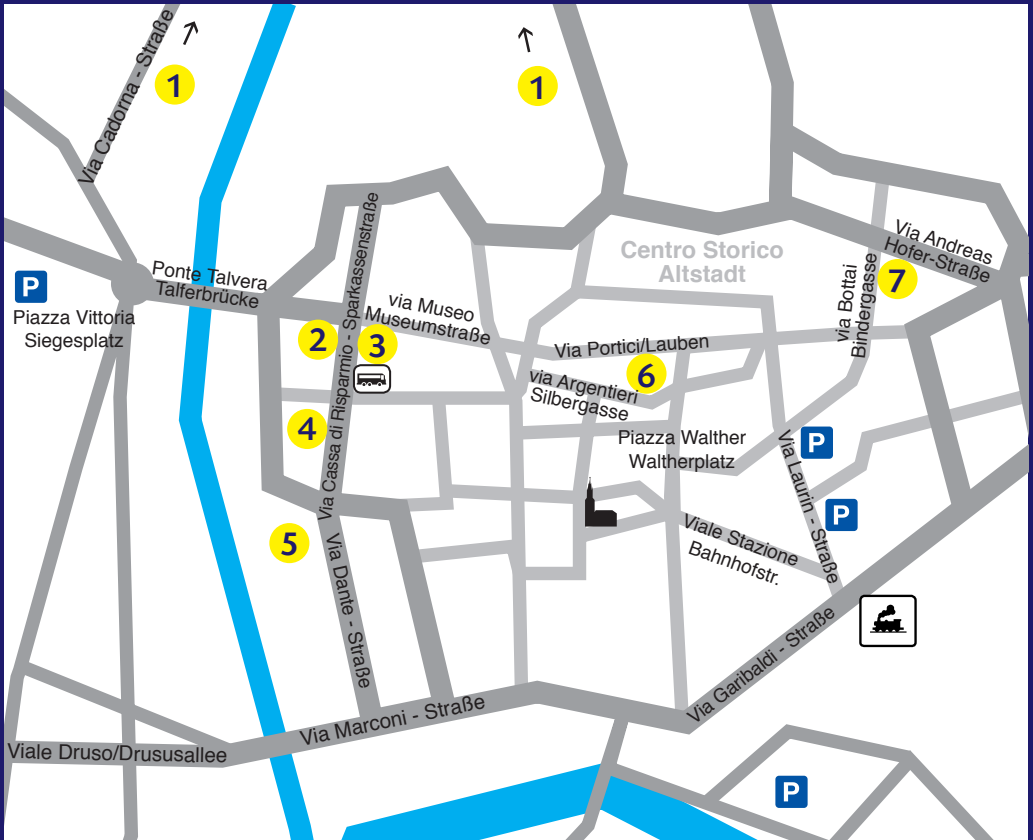 Via Cadorna - Straße
1
1
Centro Storico
Altstadt
Via Andreas
Hofer-Straße
7
via Bottai
Bindergasse
Ponte Talvera
Talferbrücke
P
Piazza Vittoria
Siegesplatz
via Museo
Museumstraße
Via Cassa di Risparmio - Sparkassenstraße
2
3
Via Portici/Lauben
6
via Argentieri
Silbergasse
4
Piazza Walther
Waltherplatz
P
Via Laurin - Straße
P
5
Viale Stazione
Bahnhofstr.
Via Dante - Straße
Via Garibaldi - Straße
Via Marconi - Straße
Viale Druso/Drususallee
P